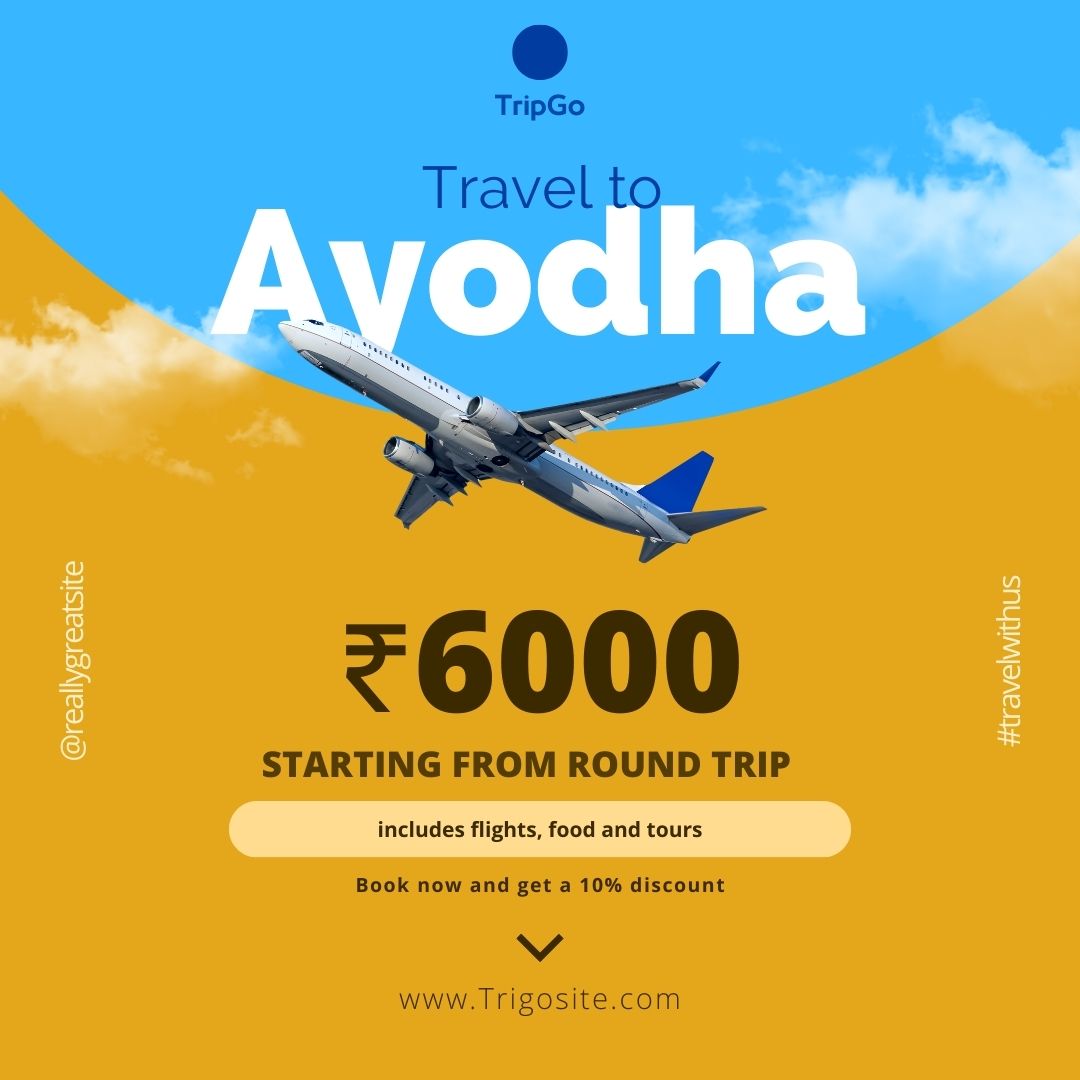 TripGo
Travel to
Ayodha
@reallygreatsite
#travelwithus
₹6000
STARTING FROM ROUND TRIP
includes flights, food and tours
Book now and get a 10% discount
www.Trigosite.com